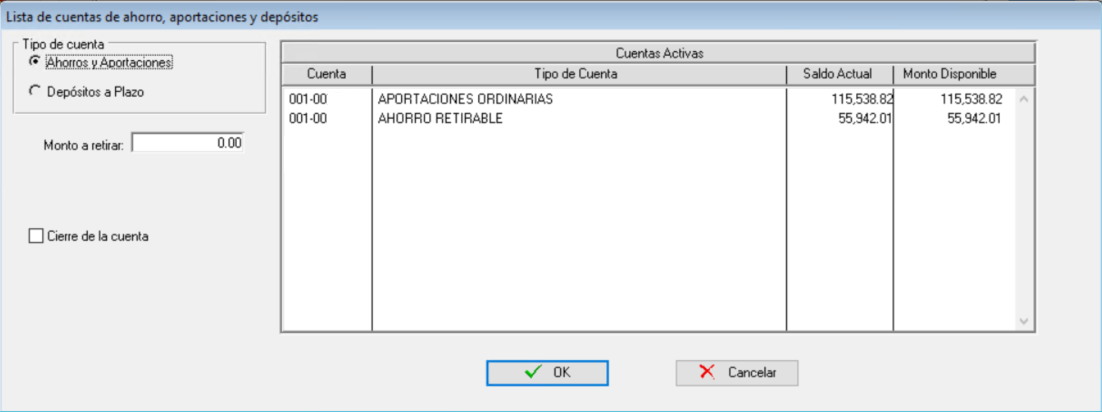 Lista de cuentas de ahorro, aportaciones y depósitos
Tipo de cuenta
Ahorros y Aportaciones
Depósitos a Plazo
Monto a retirar: 0.00
Cierre de la cuenta
Cuentas Activas
Cuenta Tipo de Cuenta Saldo Actual Monto Disponible
001-00 APORTACIONES ORDINARIAS 115,538.82 115,538.82
001-00 AHORRO RETIRABLE 55,942.01 55,942.01
OK Cancelar